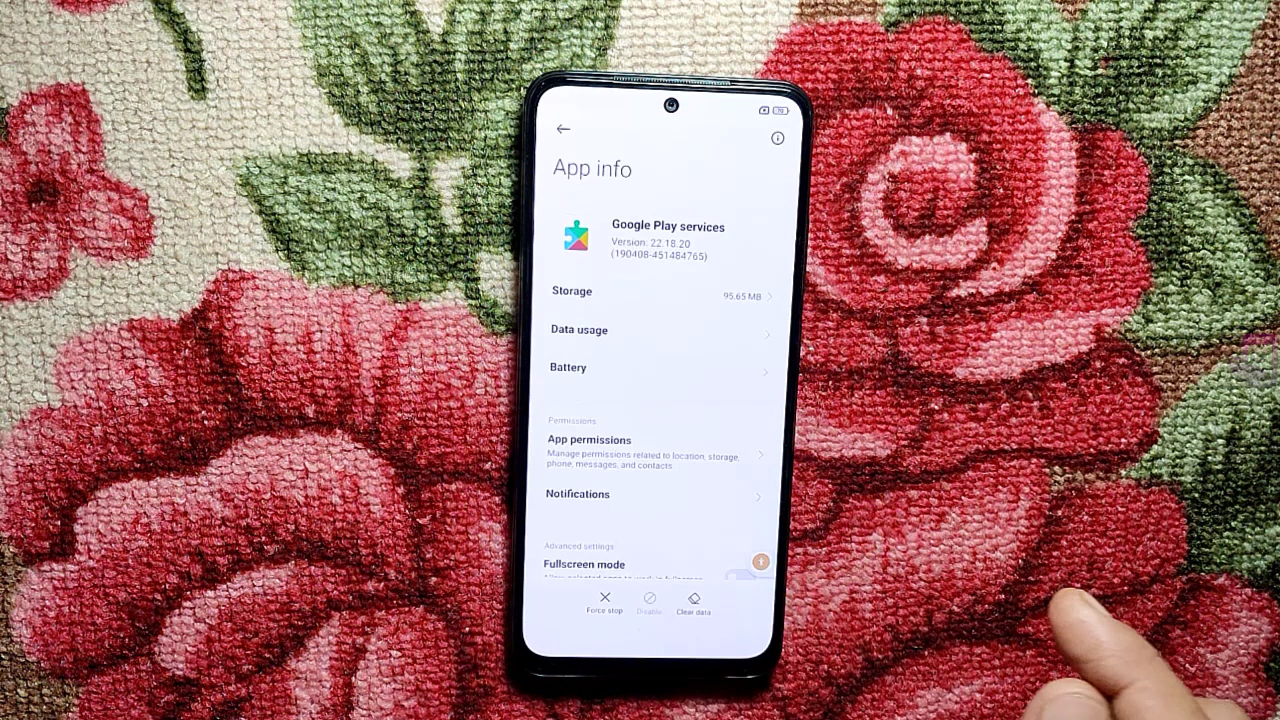 App info
Google Play services
Version: 22.18.20
(190408-451484765)
Storage
95.65 MB
Data usage
Battery
Permissions
App permissions
Manage permissions related to location, storage,
phone, messages, and contacts
Notifications
Advanced settings
Fullscreen mode
Force stop
Disable
Clear data